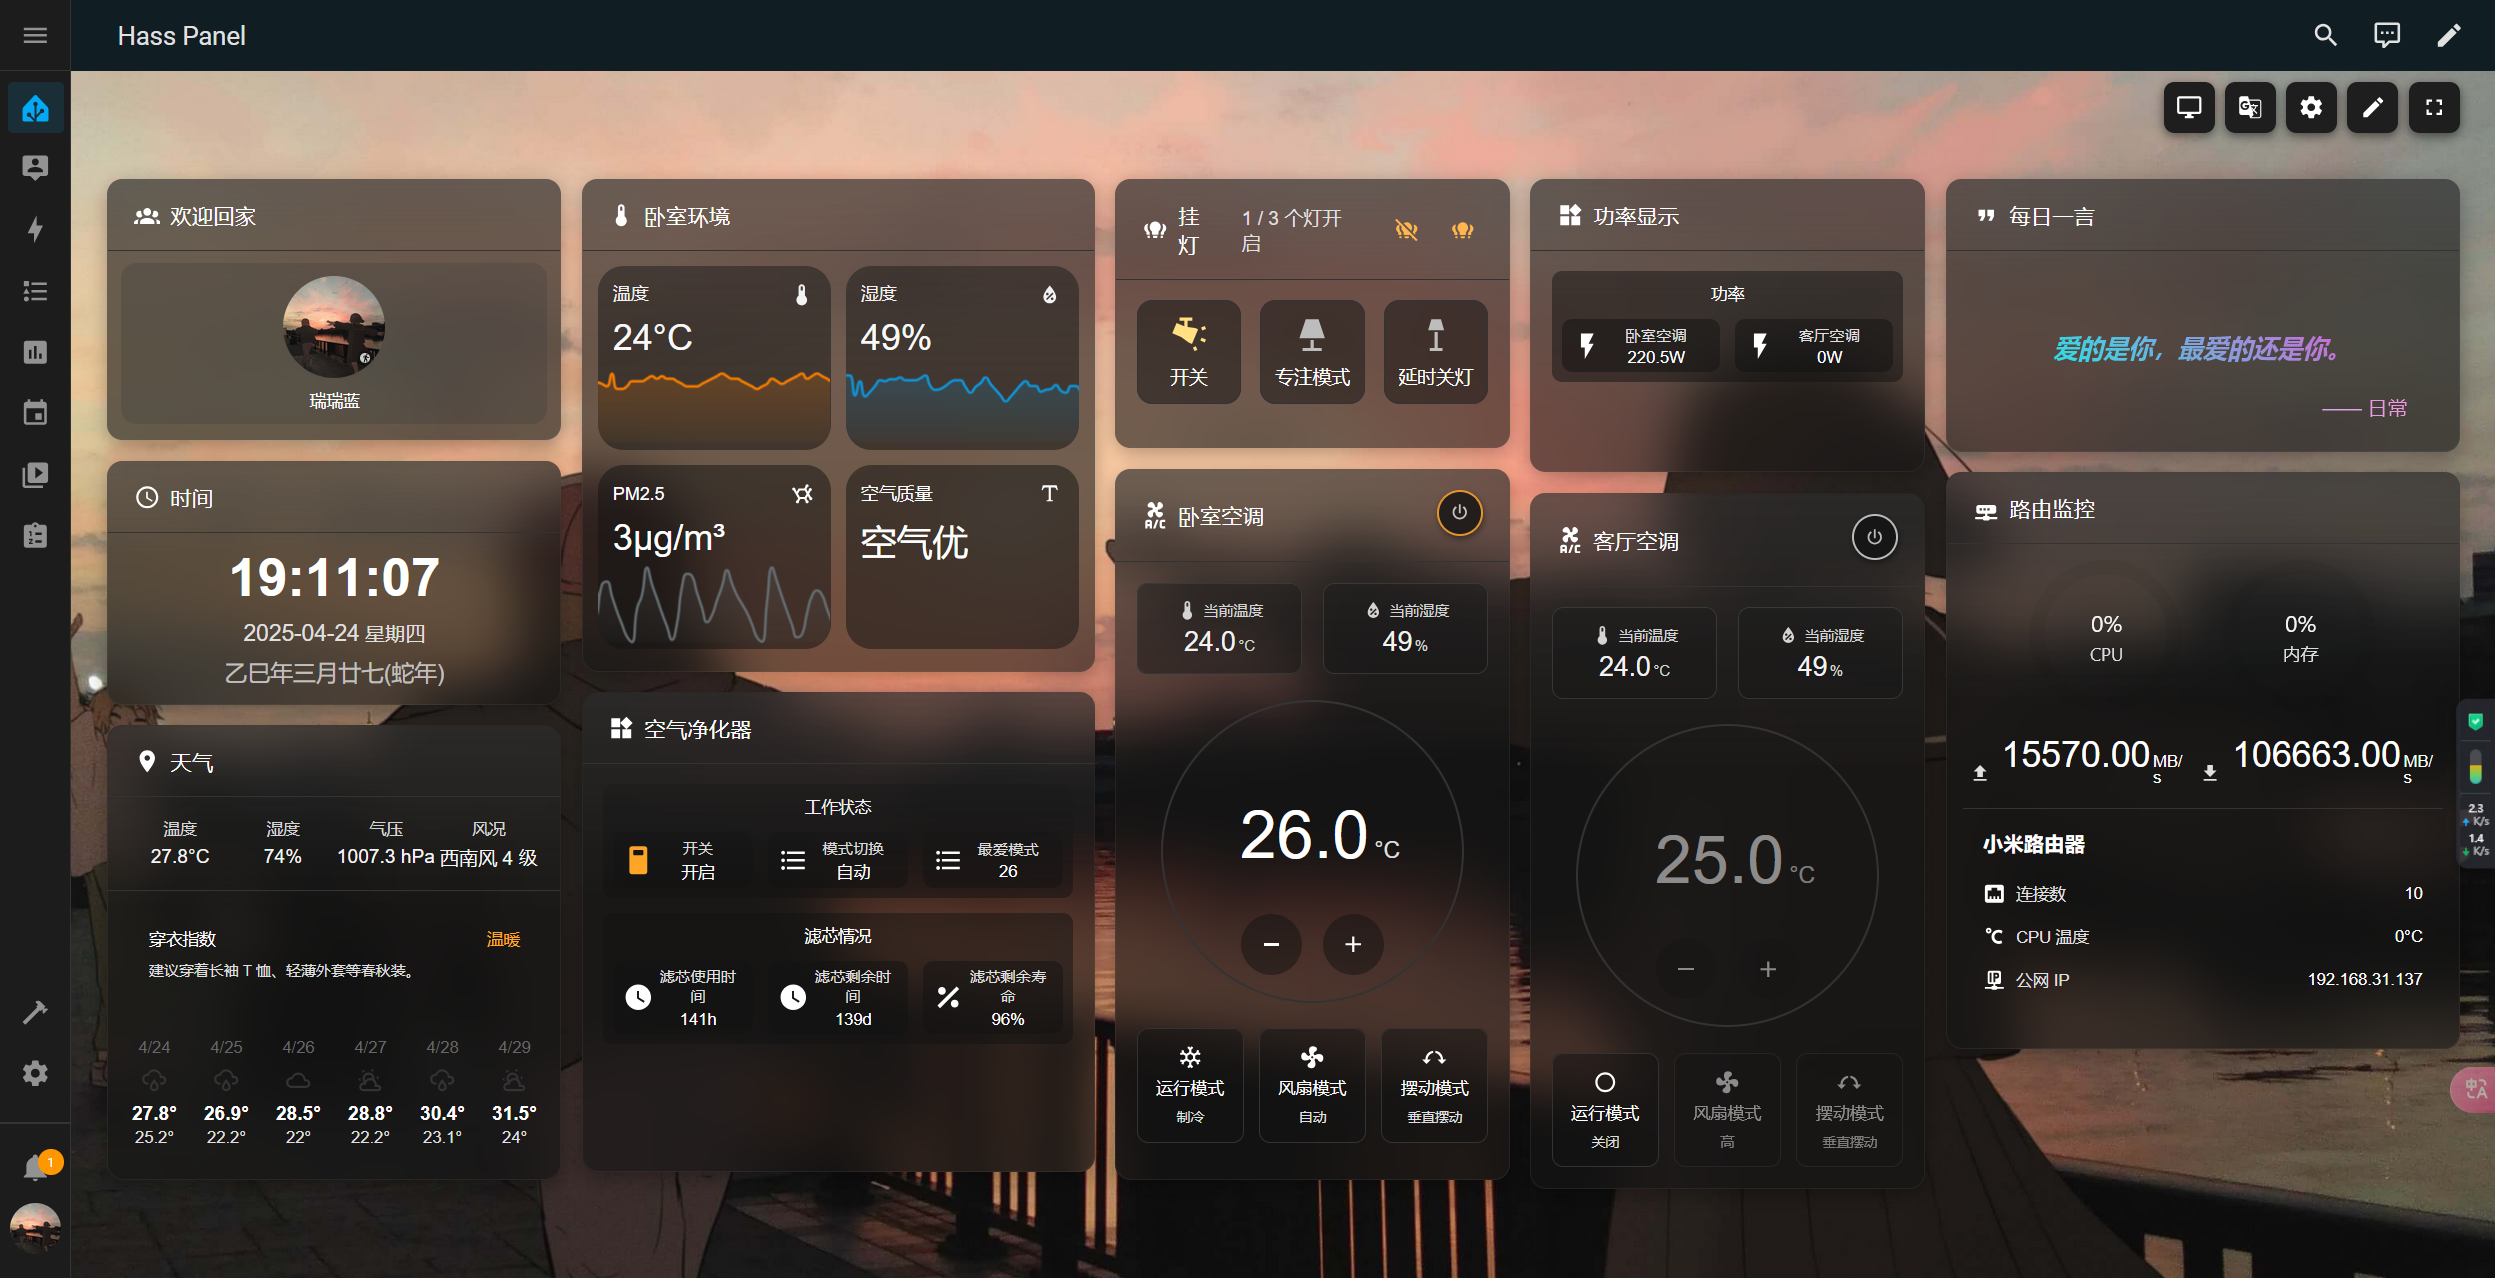 Hass Panel
欢迎回家
瑞瑞蓝
时间
19:11:07
2025-04-24 星期四
乙巳年三月廿七(蛇年)
天气
温度
27.8°C
湿度
74%
气压
1007.3 hPa
风况
西南风 4 级
穿衣指数
温暖
建议穿着长袖 T 恤、轻薄外套等春秋装。
4/24 4/25 4/26 4/27 4/28 4/29
27.8° 26.9° 28.5° 28.8° 30.4° 31.5°
25.2° 22.2° 22° 22.2° 23.1° 24°
卧室环境
温度
24°C
湿度
49%
PM2.5
3µg/m³
空气质量
空气优
空气净化器
工作状态
开关
开启
模式切换
自动
最爱模式
26
滤芯情况
滤芯使用时
间
141h
滤芯剩余时
间
139d
滤芯剩余寿
命
96%
挂
灯
1 / 3 个灯开
启
开关
专注模式
延时关灯
A/C
卧室空调
当前温度
24.0°C
当前湿度
49%
26.0°C
运行模式
制冷
风扇模式
自动
摆动模式
垂直摆动
功率显示
功率
卧室空调
220.5W
客厅空调
0W
A/C
客厅空调
当前温度
24.0°C
当前湿度
49%
25.0°C
运行模式
关闭
风扇模式
高
摆动模式
垂直摆动
每日一言
爱的是你，最爱的还是你。
—— 日常
路由监控
0%
CPU
0%
内存
15570.00 MB/
s
106663.00 MB/
s
小米路由器
连接数 10
CPU 温度 0°C
公网 IP 192.168.31.137
2.3
K/s
1.4
K/s
中
A
1